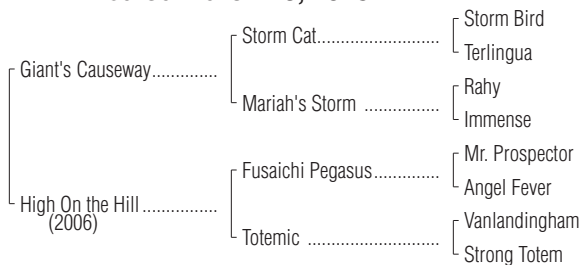 Storm Bird
Storm Cat..............................
Terlingua
Giant's Causeway..............
Rahy
Mariah's Storm ..................
Immense
Mr. Prospector
Fusaichi Pegasus................
Angel Fever
High On the Hill................
(2006)
Vanlandingham
Totemic ................................
Strong Totem